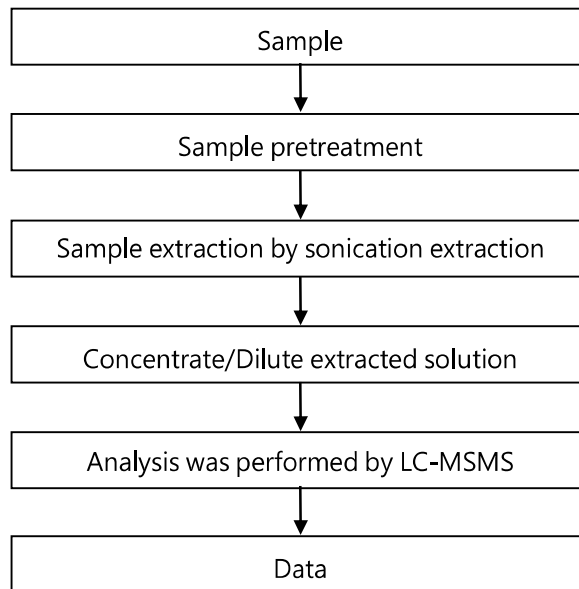 Sample
Sample pretreatment
Sample extraction by sonication extraction
Concentrate/Dilute extracted solution
Analysis was performed by LC-MSMS
Data